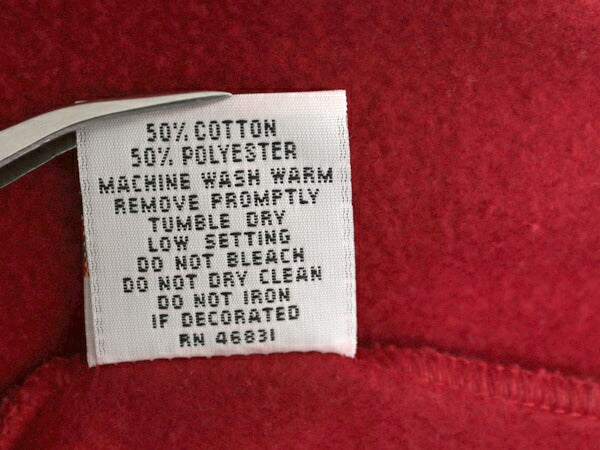 50% COTTON
50% POLYESTER
MACHINE WASH WARM
REMOVE PROMPTLY
TUMBLE DRY
LOW SETTING
DO NOT BLEACH
DO NOT DRY CLEAN
DO NOT IRON
IF DECORATED
RN 46831